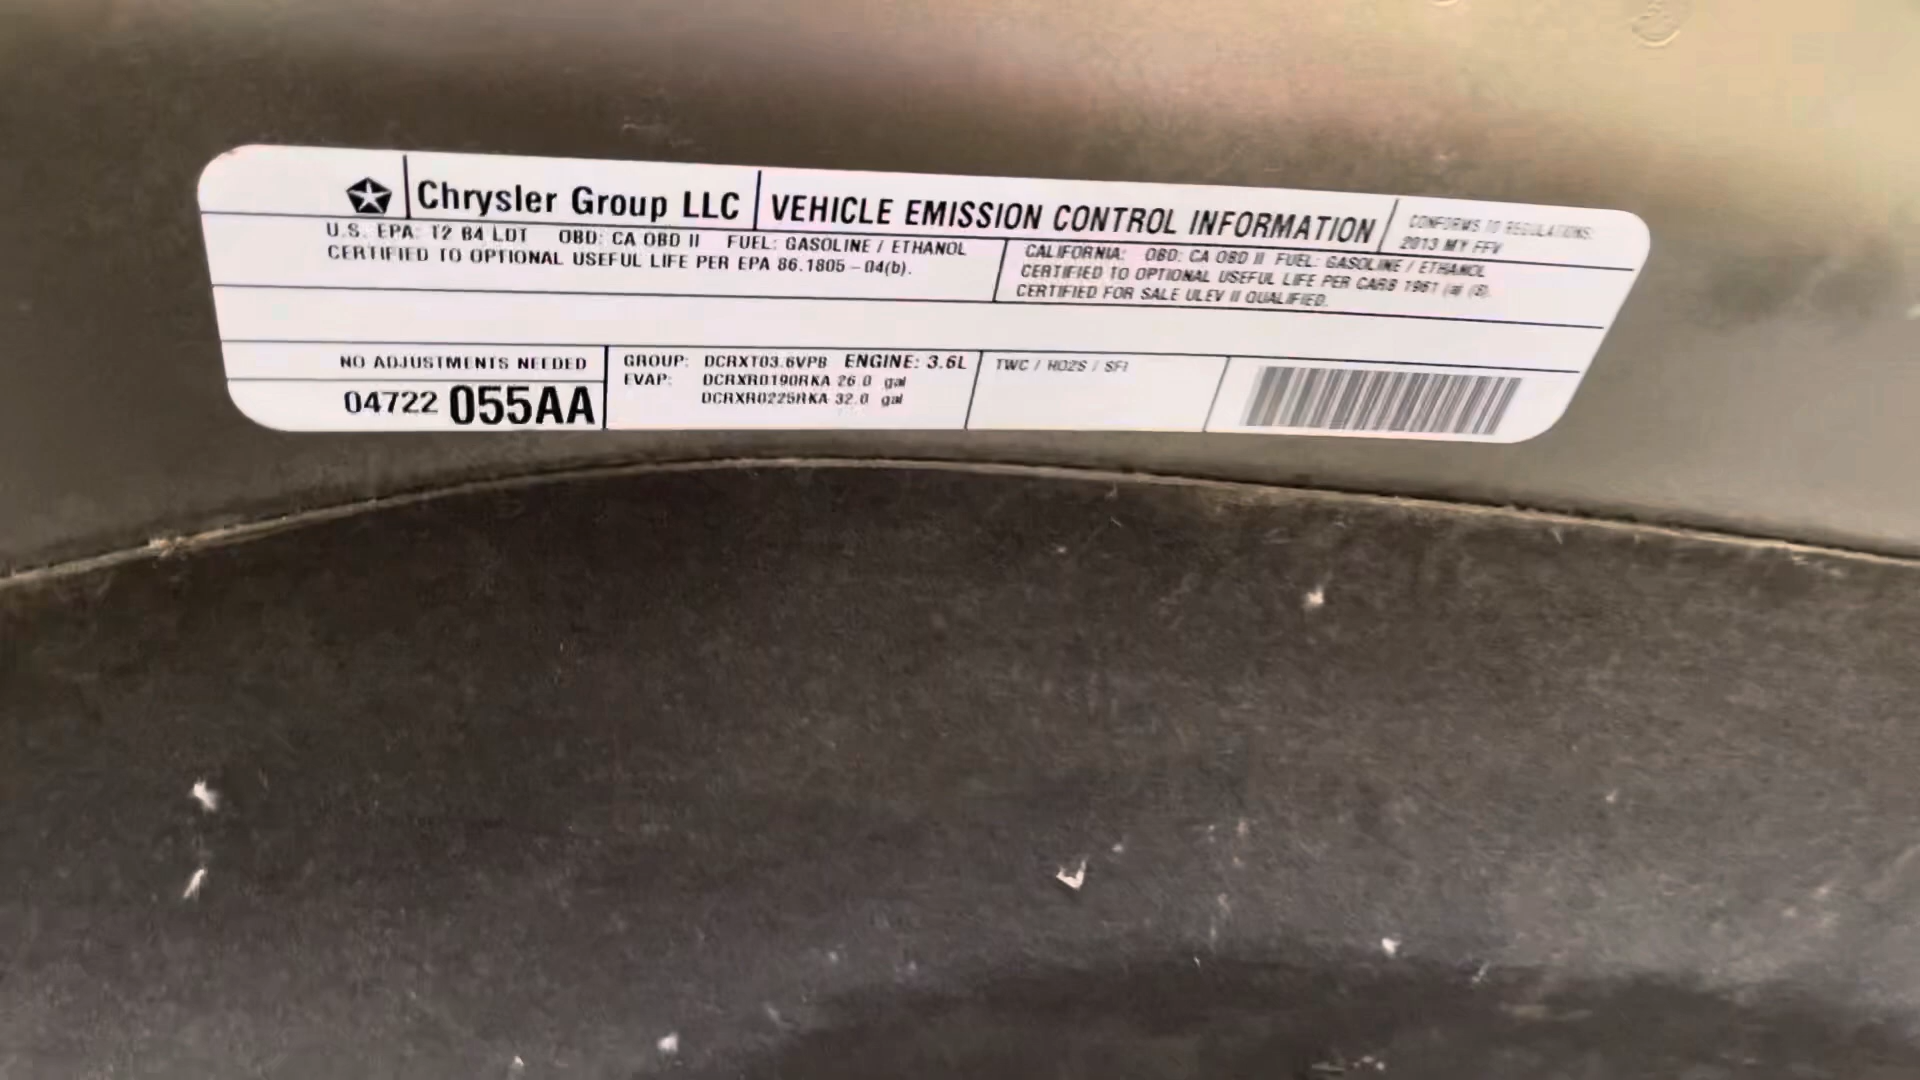 Chrysler Group LLC
VEHICLE EMISSION CONTROL INFORMATION
CONFORMS TO REGULATIONS:
2013 MY FFV
U.S. EPA: T2 B4 LDT OBD: CA OBD II FUEL: GASOLINE / ETHANOL
CERTIFIED TO OPTIONAL USEFUL LIFE PER EPA 86.1805-04(b).
CALIFORNIA: OBD: CA OBD II FUEL: GASOLINE / ETHANOL
CERTIFIED TO OPTIONAL USEFUL LIFE PER CARB 1961
CERTIFIED FOR SALE ULEV II QUALIFIED.
NO ADJUSTMENTS NEEDED
04722 055AA
GROUP: DCRXT03.6VPB ENGINE: 3.6L
EVAP: DCRXR0190RKA 26.0 gal
DCRXR0225RKA 32.0 gal
TWC / HO2S / SFI